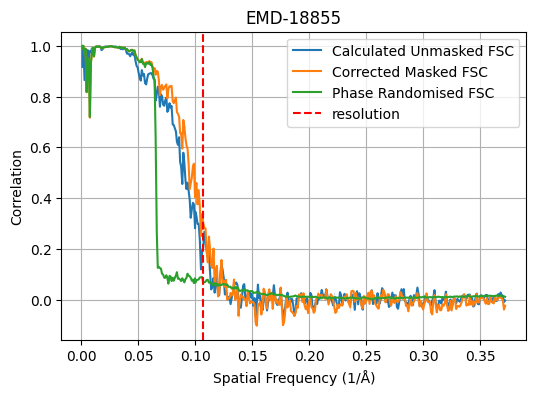 EMD-18855
Calculated Unmasked FSC
Corrected Masked FSC
Phase Randomised FSC
resolution
Correlation
1.0
0.8
0.6
0.4
0.2
0.0
0.00 0.05 0.10 0.15 0.20 0.25 0.30 0.35
Spatial Frequency (1/Å)